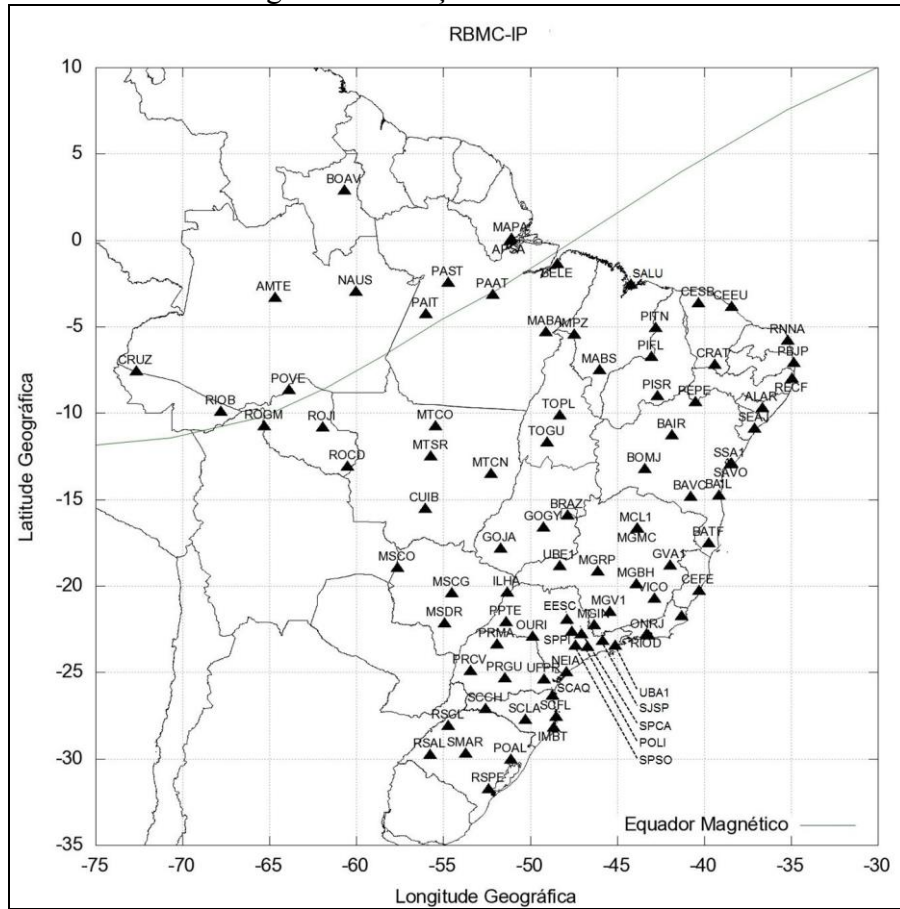 RBMC-IP
10
5
0
-5
-10
-15
-20
-25
-30
-35
Latitude Geográfica
BOAV
MAPA
AMTE
NAUS
PAST
PAAT
BELE
SALU
PAIT
CESB
CEEU
MABA
IMPZ
PITN
RNNA
CRUZ
MABS
PIFL
CRAT
PBJP
RIOB
POVE
PISR
PEPE
RECF
ALAR
ROGM
ROJI
MTCO
TOPL
BAIR
SEAJ
MTSR
TOGU
ROCD
MTCN
BOMJ
SSA1
SAVO
BAVC
BAIL
CUIB
BRAZ
GOGY
MCL1
MGMC
BATF
GOJA
MSCO
UBE1
MGRP
GVA1
MGBH
CEFE
MSCG
ILHA
VICO
MSDR
PPTE
EESC
MGIN
MGV1
OURI
ONRJ
PRMA
SPPI
RIOD
PRCV
PRGU
UFPR
NEIA
SCCH
SCAQ
UBA1
RSCL
SCLA
SCFL
SJSP
SPCA
RSAL
SMAR
POAL
IMBT
POLI
SPSO
RSPE
Equador Magnético
-75 -70 -65 -60 -55 -50 -45 -40 -35 -30
Longitude Geográfica